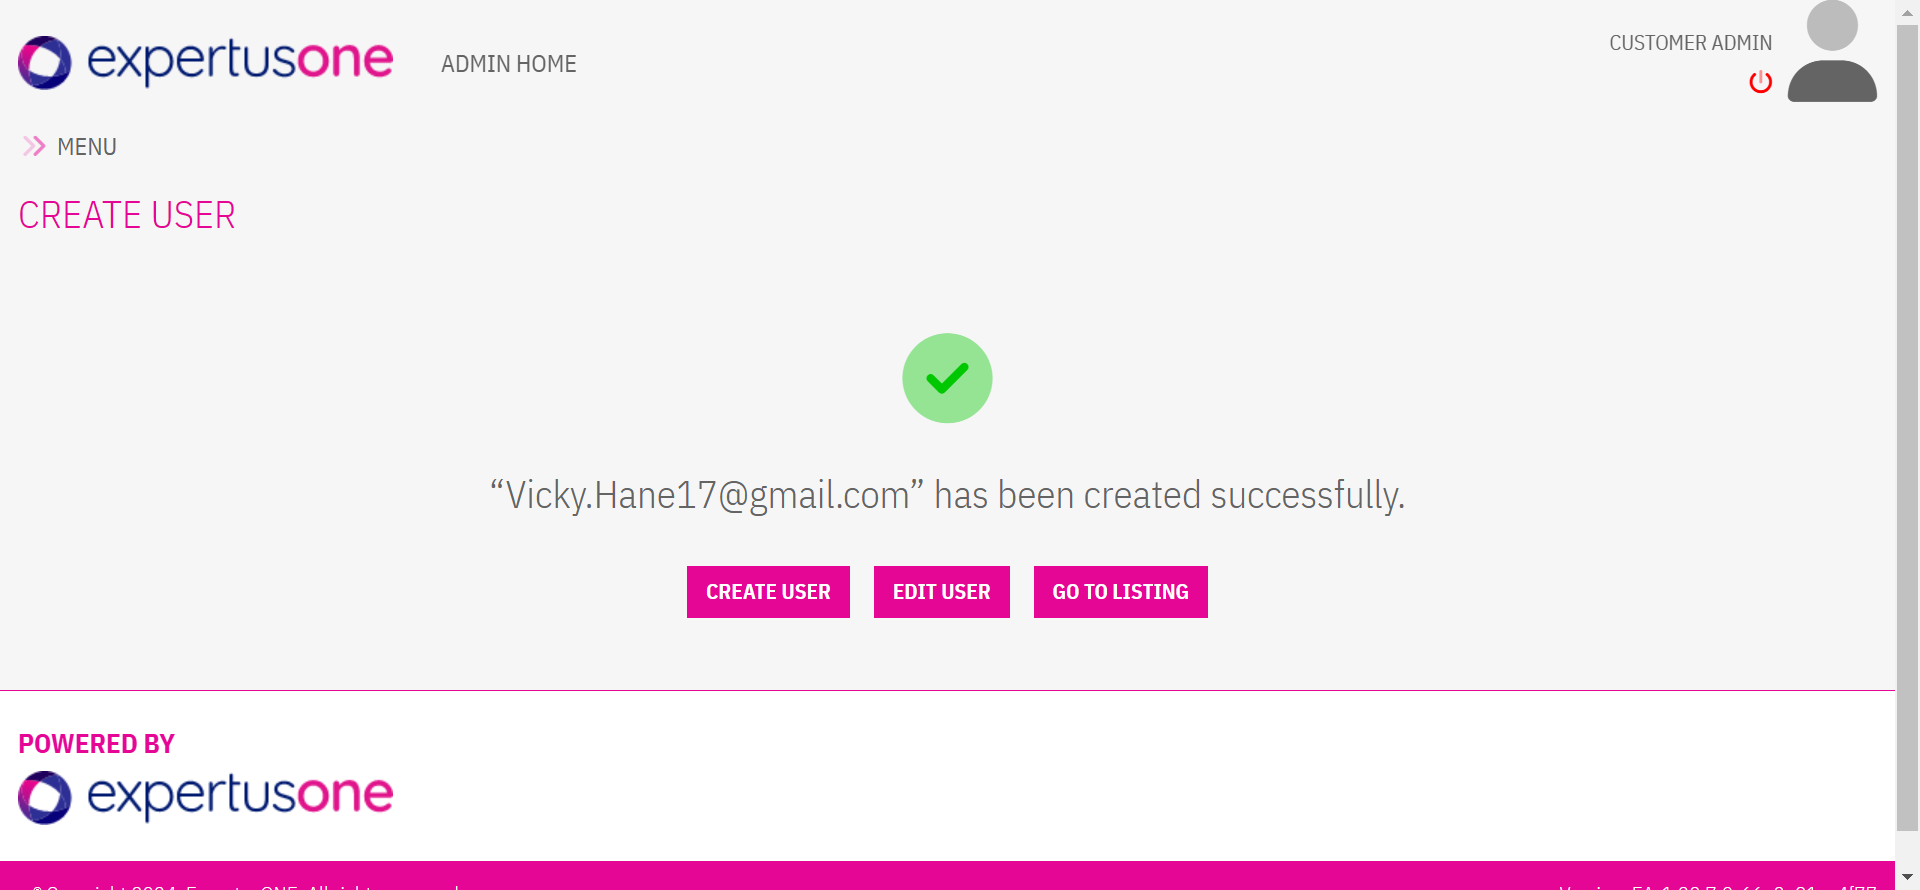 expertusone
ADMIN HOME
CUSTOMER ADMIN
MENU
CREATE USER
“Vicky.Hane17@gmail.com” has been created successfully.
CREATE USER
EDIT USER
GO TO LISTING
POWERED BY
expertusone